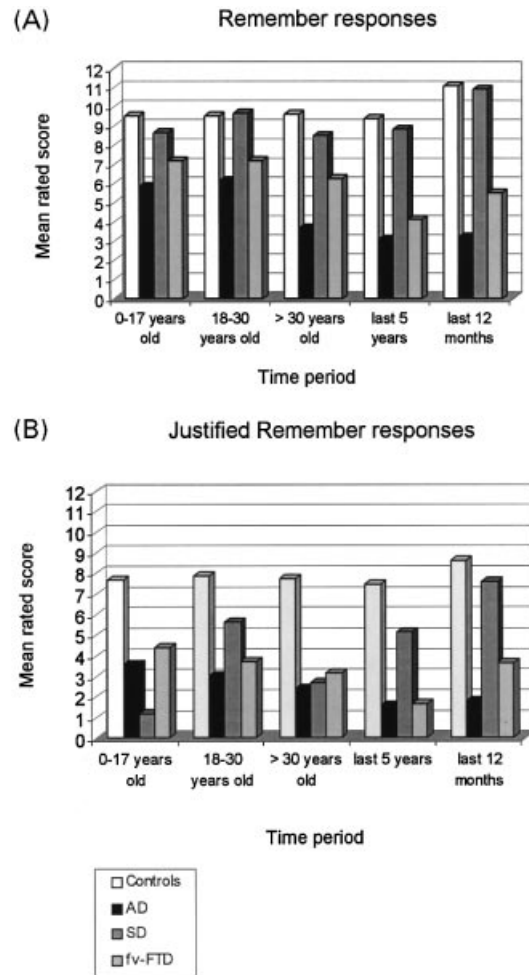 (A) Remember responses
Mean rated score
12
11
10
9
8
7
6
5
4
3
2
1
0
0-17 years old
18-30 years old
> 30 years old
last 5 years
last 12 months
Time period
(B) Justified Remember responses
Mean rated score
12
11
10
9
8
7
6
5
4
3
2
1
0
0-17 years old
18-30 years old
> 30 years old
last 5 years
last 12 months
Time period
Controls
AD
SD
fv-FTD